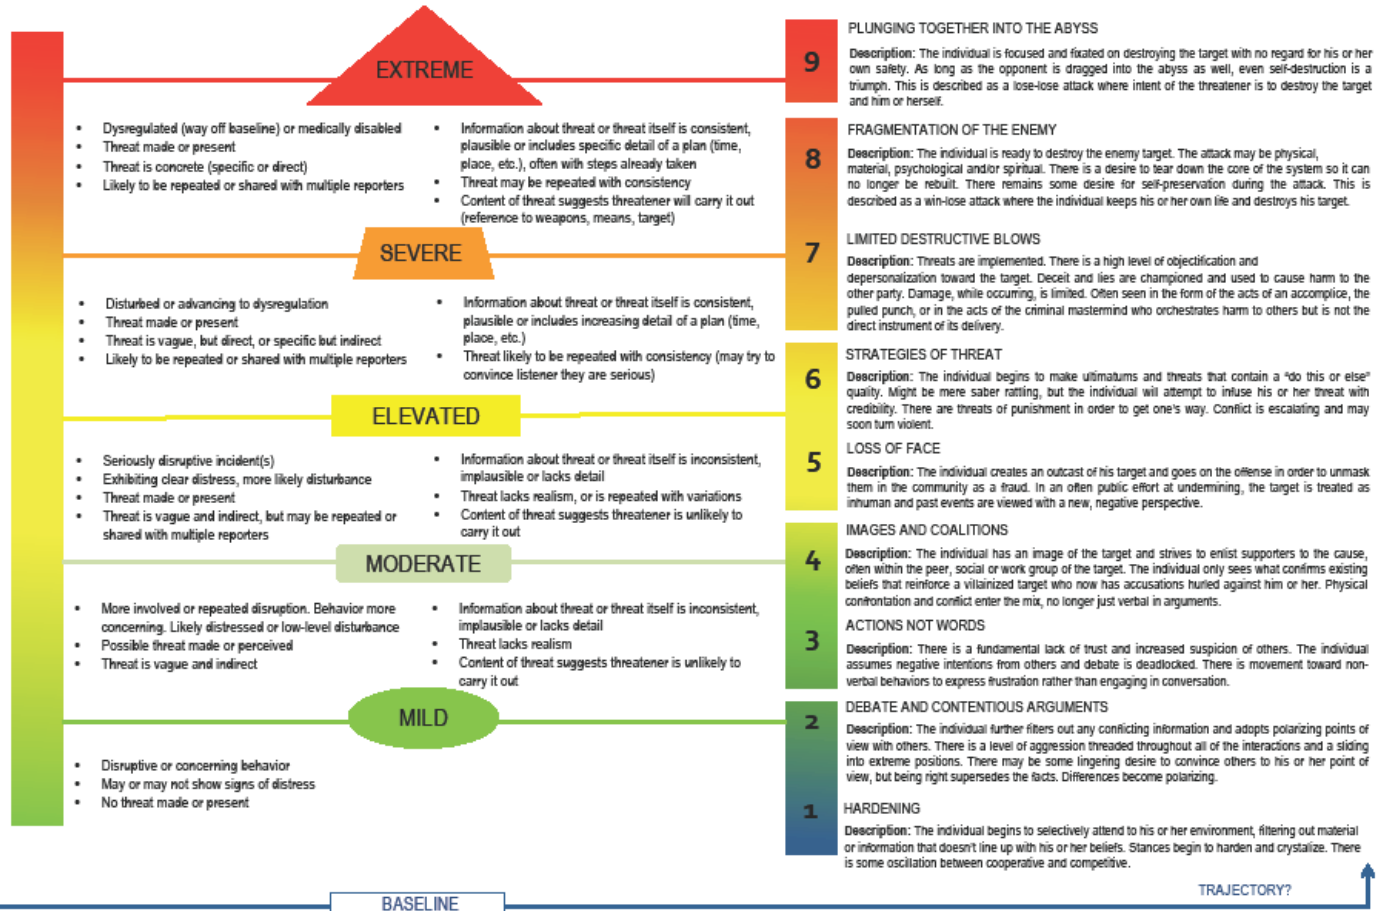 EXTREME
• Dysregulated (way off baseline) or medically disabled
• Threat made or present
• Threat is concrete (specific or direct)
• Likely to be repeated or shared with multiple reporters
• Information about threat or threat itself is consistent,
plausible or includes specific detail of a plan (time,
place, etc.), often with steps already taken
• Threat may be repeated with consistency
• Content of threat suggests threatener will carry it out
(reference to weapons, means, target)
SEVERE
• Disturbed or advancing to dysregulation
• Threat made or present
• Threat is vague, but direct, or specific but indirect
• Likely to be repeated or shared with multiple reporters
• Information about threat or threat itself is consistent,
plausible or includes increasing detail of a plan (time,
place, etc.)
• Threat likely to be repeated with consistency (may try to
convince listener they are serious)
ELEVATED
• Seriously disruptive incident(s)
• Exhibiting clear distress, more likely disturbance
• Threat made or present
• Threat is vague and indirect, but may be repeated or
shared with multiple reporters
• Information about threat or threat itself is inconsistent,
implausible or lacks detail
• Threat lacks realism, or is repeated with variations
• Content of threat suggests threatener is unlikely to
carry it out
MODERATE
• More involved or repeated disruption. Behavior more
concerning. Likely distressed or low-level disturbance
• Possible threat made or perceived
• Threat is vague and indirect
• Information about threat or threat itself is inconsistent,
implausible or lacks detail
• Threat lacks realism
• Content of threat suggests threatener is unlikely to
carry it out
MILD
• Disruptive or concerning behavior
• May or may not show signs of distress
• No threat made or present
BASELINE
9
PLUNGING TOGETHER INTO THE ABYSS
Description: The individual is focused and fixated on destroying the target with no regard for his or her
own safety. As long as the opponent is dragged into the abyss as well, even self-destruction is a
triumph. This is described as a lose-lose attack where intent of the threatener is to destroy the target
and him or herself.
8
FRAGMENTATION OF THE ENEMY
Description: The individual is ready to destroy the enemy target. The attack may be physical,
material, psychological and/or spiritual. There is a desire to tear down the core of the system so it can
no longer be rebuilt. There remains some desire for self-preservation during the attack. This is
described as a win-lose attack where the individual keeps his or her own life and destroys his target.
7
LIMITED DESTRUCTIVE BLOWS
Description: Threats are implemented. There is a high level of objectification and
depersonalization toward the target. Deceit and lies are championed and used to cause harm to the
other party. Damage, while occurring, is limited. Often seen in the form of the acts of an accomplice, the
pulled punch, or in the acts of the criminal mastermind who orchestrates harm to others but is not the
direct instrument of its delivery.
6
STRATEGIES OF THREAT
Description: The individual begins to make ultimatums and threats that contain a “do this or else”
quality. Might be mere saber rattling, but the individual will attempt to infuse his or her threat with
credibility. There are threats of punishment in order to get one's way. Conflict is escalating and may
soon turn violent.
5
LOSS OF FACE
Description: The individual creates an outcast of his target and goes on the offense in order to unmask
them in the community as a fraud. In an often public effort at undermining, the target is treated as
inhuman and past events are viewed with a new, negative perspective.
4
IMAGES AND COALITIONS
Description: The individual has an image of the target and strives to enlist supporters to the cause,
often within the peer, social or work group of the target. The individual only sees what confirms existing
beliefs that reinforce a villainized target who now has accusations hurled against him or her. Physical
confrontation and conflict enter the mix, no longer just verbal in arguments.
3
ACTIONS NOT WORDS
Description: There is a fundamental lack of trust and increased suspicion of others. The individual
assumes negative intentions from others and debate is deadlocked. There is movement toward non-
verbal behaviors to express frustration rather than engaging in conversation.
2
DEBATE AND CONTENTIOUS ARGUMENTS
Description: The individual further filters out any conflicting information and adopts polarizing points of
view with others. There is a level of aggression threaded throughout all of the interactions and a sliding
into extreme positions. There may be some lingering desire to convince others to his or her point of
view, but being right supersedes the facts. Differences become polarizing.
1
HARDENING
Description: The individual begins to selectively attend to his or her environment, filtering out material
or information that doesn't line up with his or her beliefs. Stances begin to harden and crystalize. There
is some oscillation between cooperative and competitive.
TRAJECTORY?